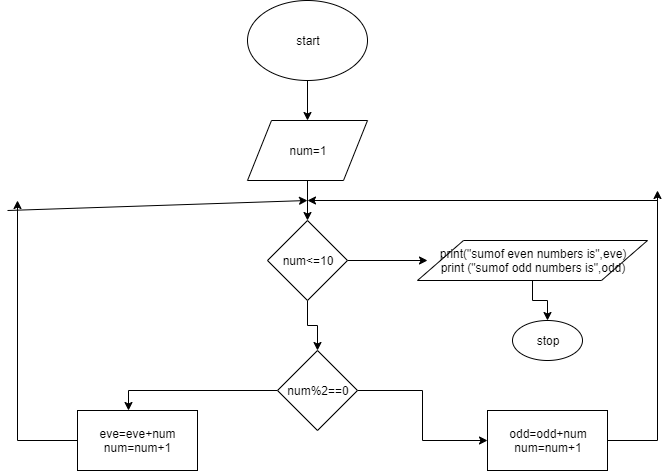 start
num=1
num<=10
print("sumof even numbers is",eve)
print ("sumof odd numbers is",odd)
stop
num%2==0
eve=eve+num
num=num+1
odd=odd+num
num=num+1